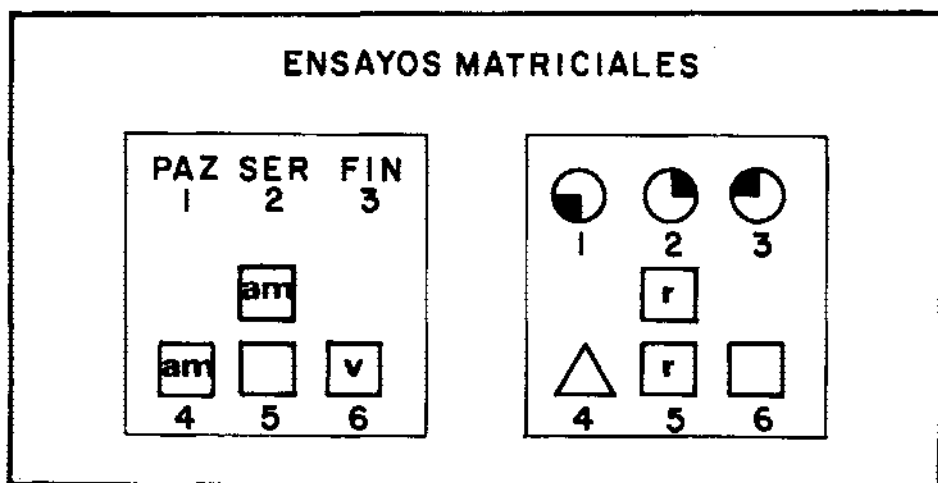 ENSAYOS MATRICIALES
PAZ SER FIN
1 2 3
am
am v
4 5 6
1 2 3
r
r
4 5 6